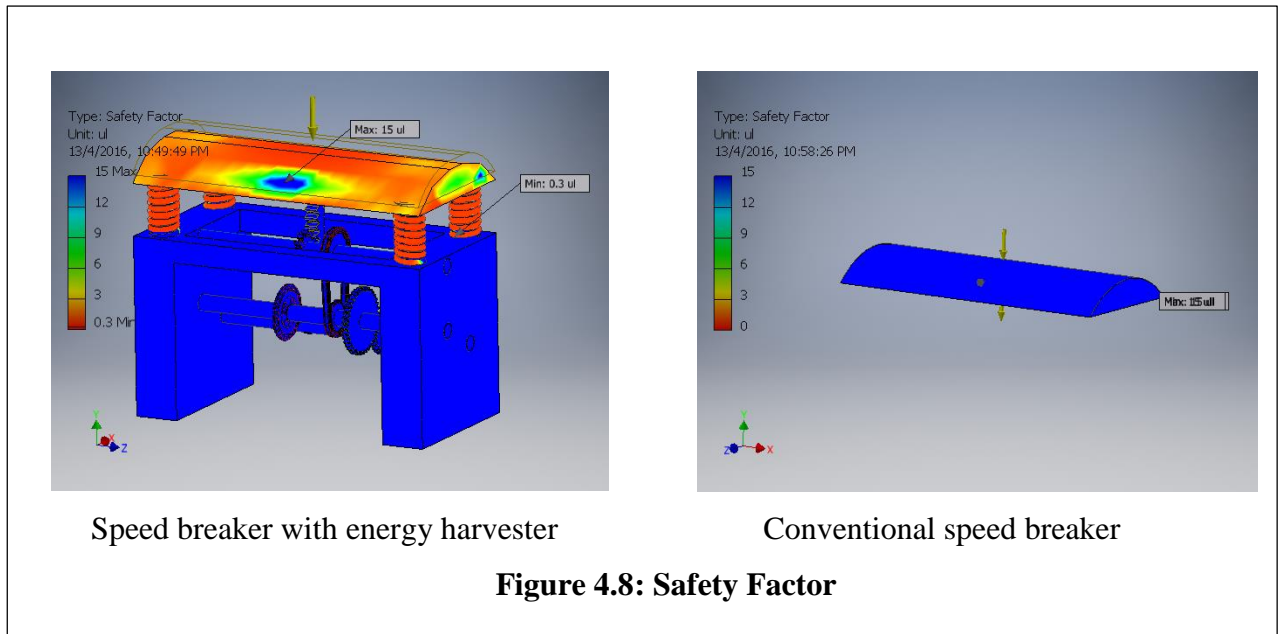 Type: Safety Factor
Unit: ul
13/4/2016, 10:49:49 PM
15 Max
12
9
6
3
0.3 Min
Max: 15 ul
Min: 0.3 ul
Y
X
Z
Type: Safety Factor
Unit: ul
13/4/2016, 10:58:26 PM
15
12
9
6
3
0
15 ul
Y
Z
X
Speed breaker with energy harvester
Conventional speed breaker
Figure 4.8: Safety Factor